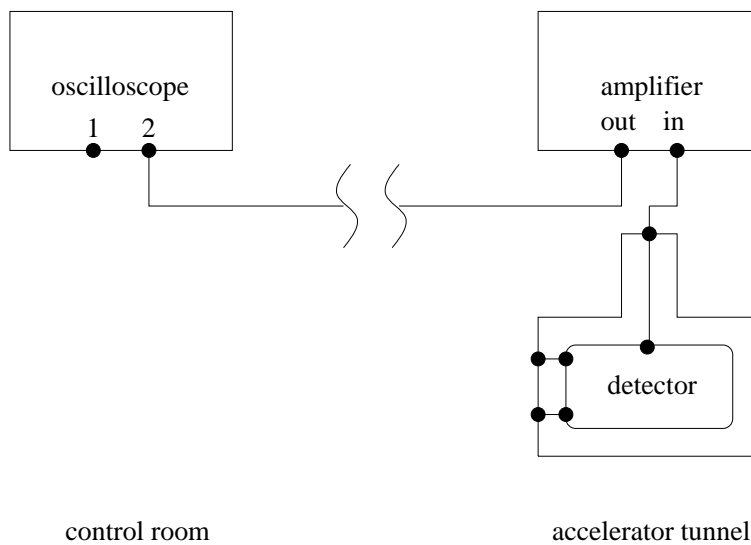 oscilloscope
1 2
amplifier
out in
detector
control room
accelerator tunnel